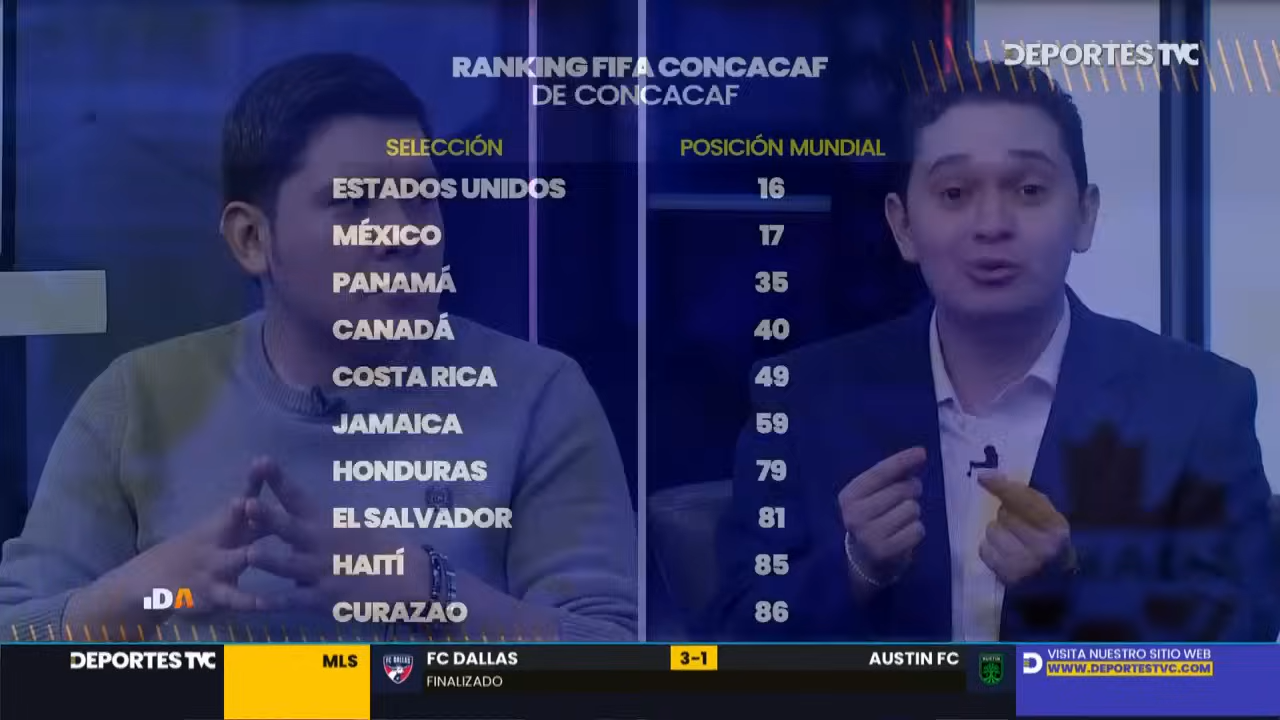 DEPORTES TVC
RANKING FIFA CONCACAF
DE CONCACAF
SELECCIÓN POSICIÓN MUNDIAL
ESTADOS UNIDOS 16
MÉXICO 17
PANAMÁ 35
CANADÁ 40
COSTA RICA 49
JAMAICA 59
HONDURAS 79
EL SALVADOR 81
HAITÍ 85
CURAZAO 86
DA
DEPORTES TVC
MLS
FC DALLAS 3-1 AUSTIN FC
FINALIZADO
VISITA NUESTRO SITIO WEB
WWW.DEPORTESTVC.COM